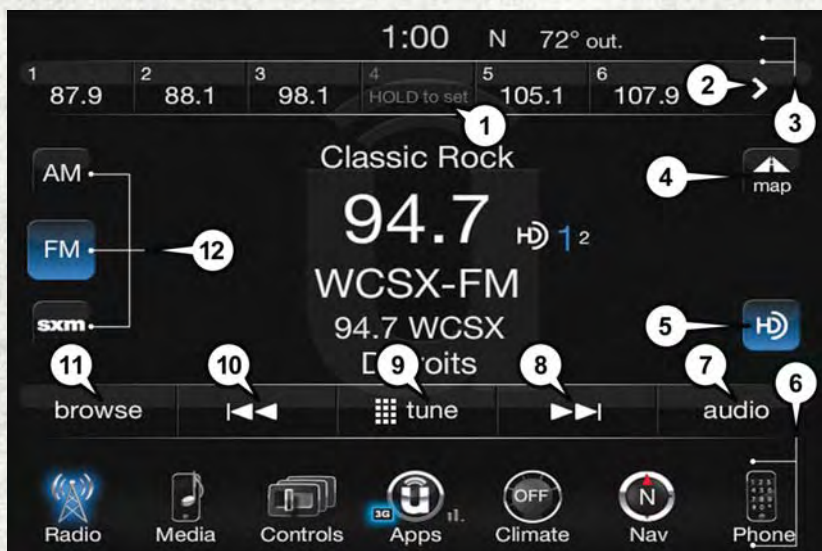 1:00 N 72° out.
1 2 3 4 5 6
87.9 88.1 98.1 HOLD to set 105.1 107.9 2
1 3
Classic Rock
AM 4 map
94.7 HD 1 2
FM 12
WCSX-FM
sxm 94.7 WCSX 5 HD
Detroits
11 10 9 8 7 6
browse tune audio
3G OFF N
Radio Media Controls Apps Climate Nav Phone